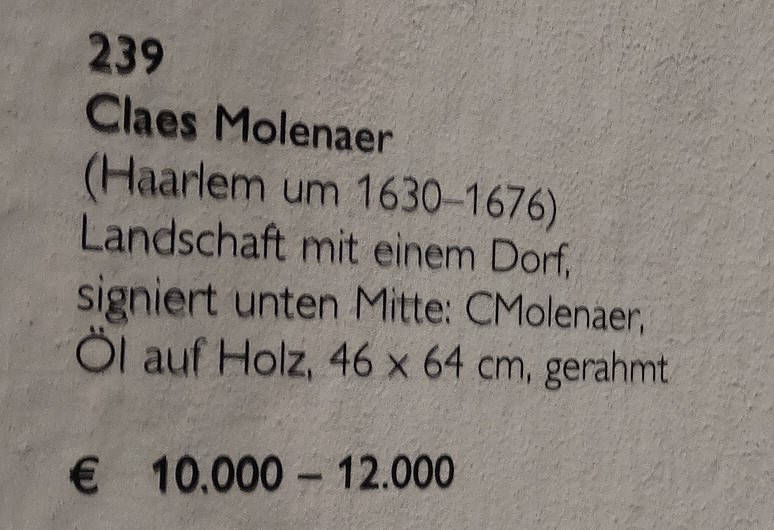 239
Claes Molenaer
(Haarlem um 1630–1676)
Landschaft mit einem Dorf,
signiert unten Mitte: CMolenaer,
Öl auf Holz, 46 x 64 cm, gerahmt
€ 10.000 – 12.000